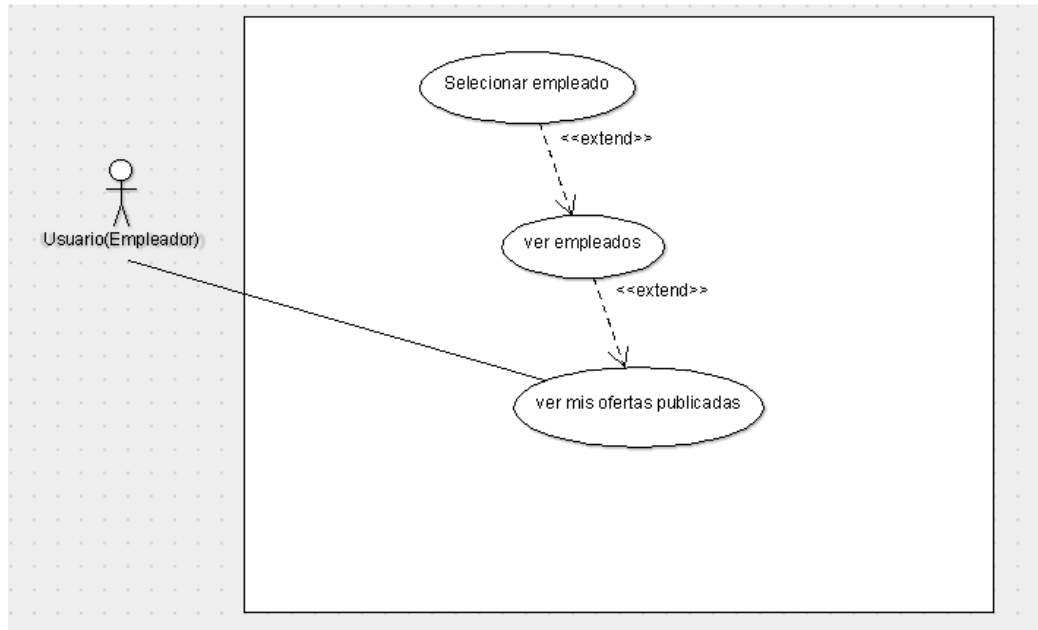 Selecionar empleado
<<extend>>
Usuario(Empleador)
ver empleados
<<extend>>
ver mis ofertas publicadas